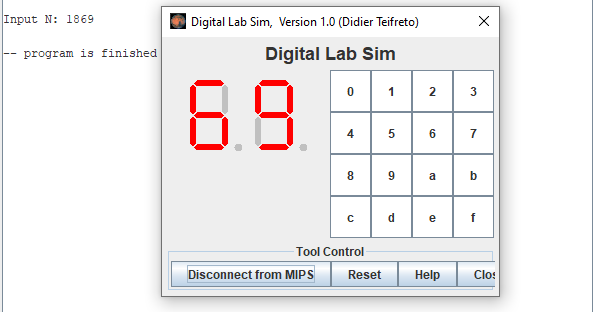 Input N: 1869
-- program is finished
Digital Lab Sim, Version 1.0 (Didier Teifreto)
Digital Lab Sim
69
0 1 2 3
4 5 6 7
8 9 a b
c d e f
Tool Control
Disconnect from MIPS Reset Help Clos